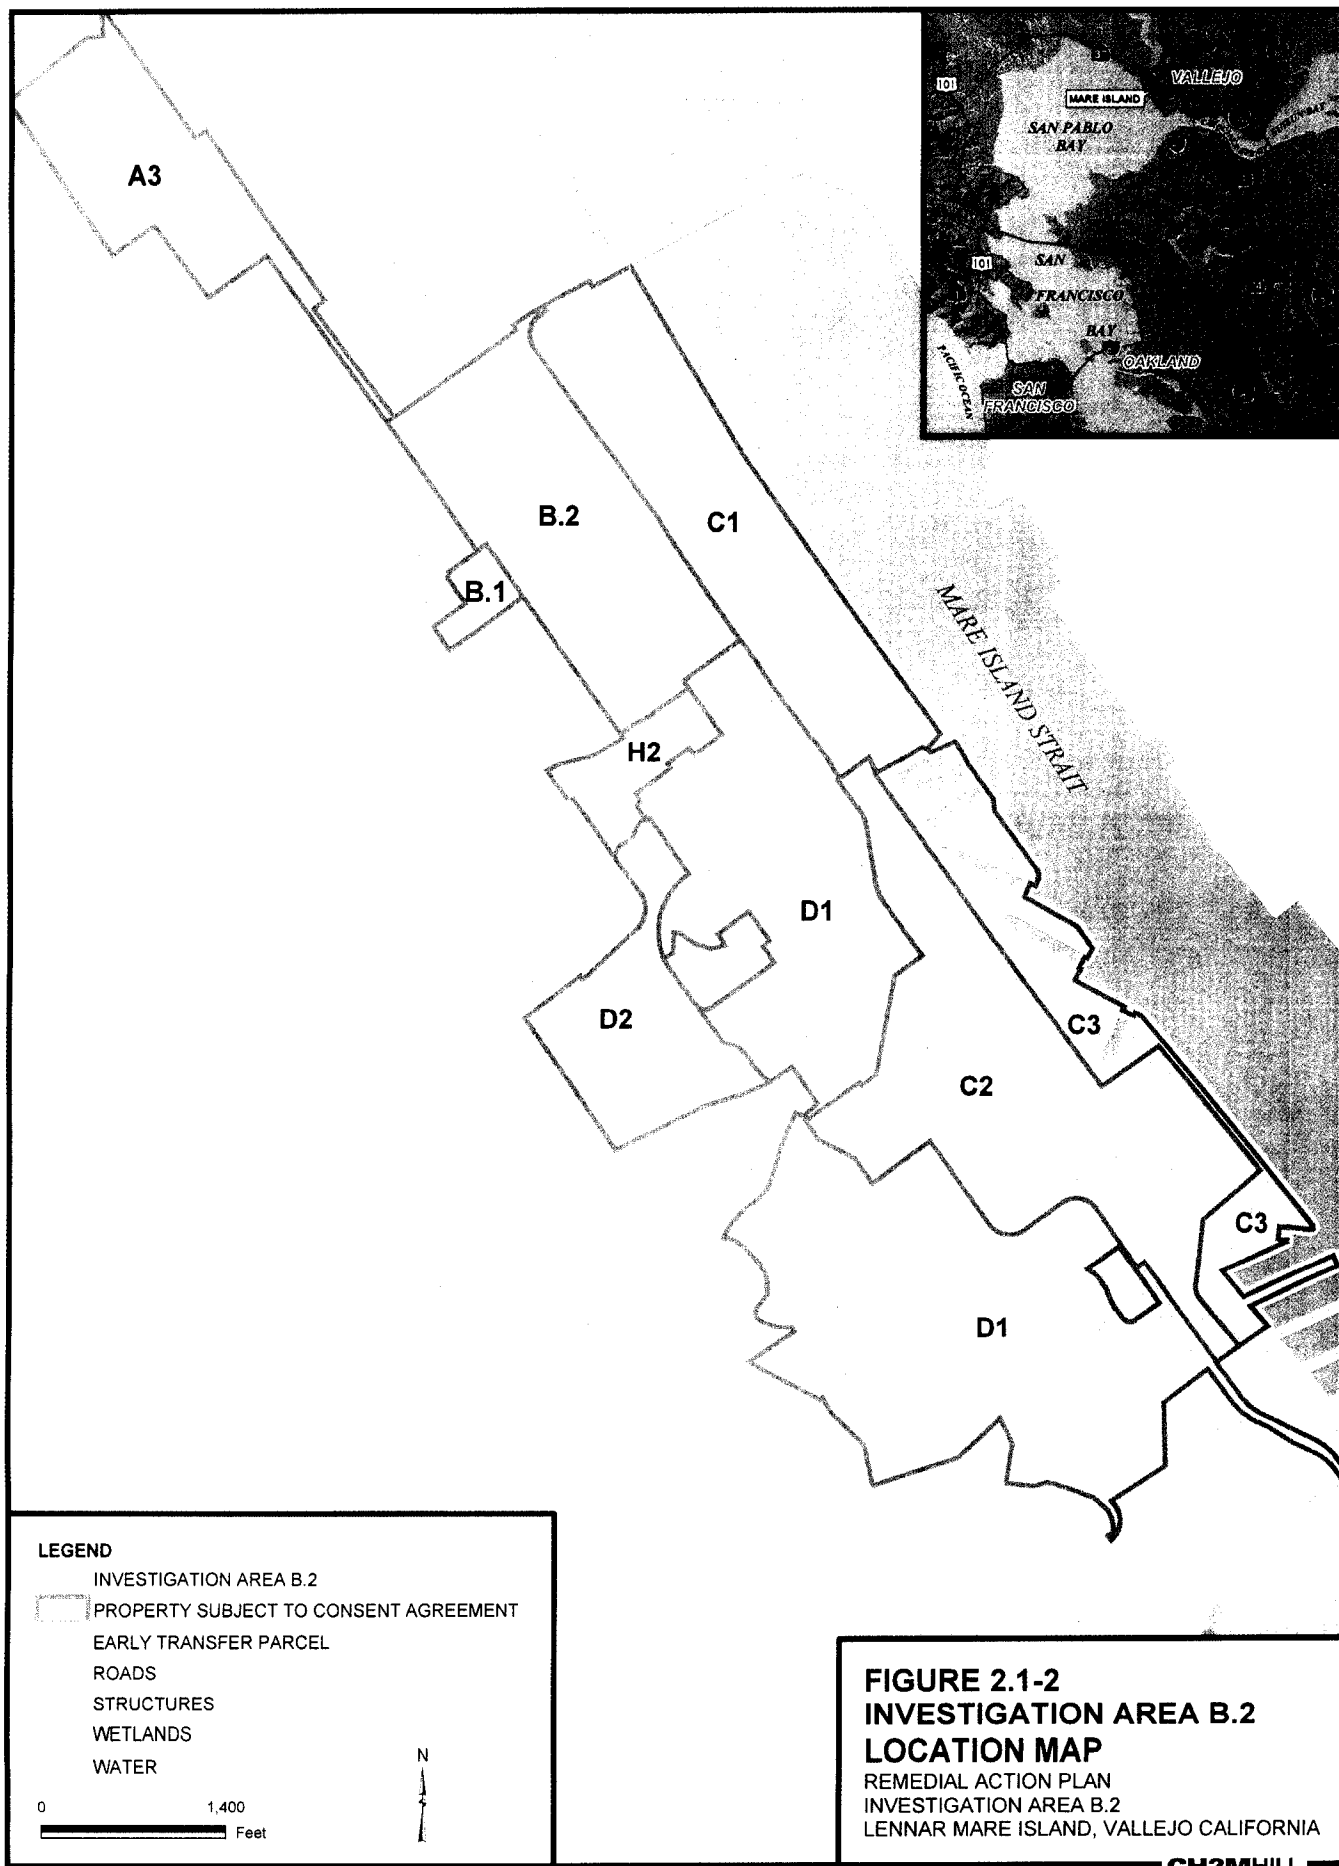 101
VALLEJO
MARE ISLAND
SAN PABLO
BAY
101
SAN
FRANCISCO
BAY
OAKLAND
PACIFIC OCEAN
SAN
FRANCISCO
A3
B.2
C1
B.1
MARE ISLAND STRAIT
H2
D1
D2
C3
C2
C3
D1
LEGEND
INVESTIGATION AREA B.2
PROPERTY SUBJECT TO CONSENT AGREEMENT
EARLY TRANSFER PARCEL
ROADS
STRUCTURES
WETLANDS
WATER
N
0 1,400
Feet
FIGURE 2.1-2
INVESTIGATION AREA B.2
LOCATION MAP
REMEDIAL ACTION PLAN
INVESTIGATION AREA B.2
LENNAR MARE ISLAND, VALLEJO CALIFORNIA
CH2MHILL